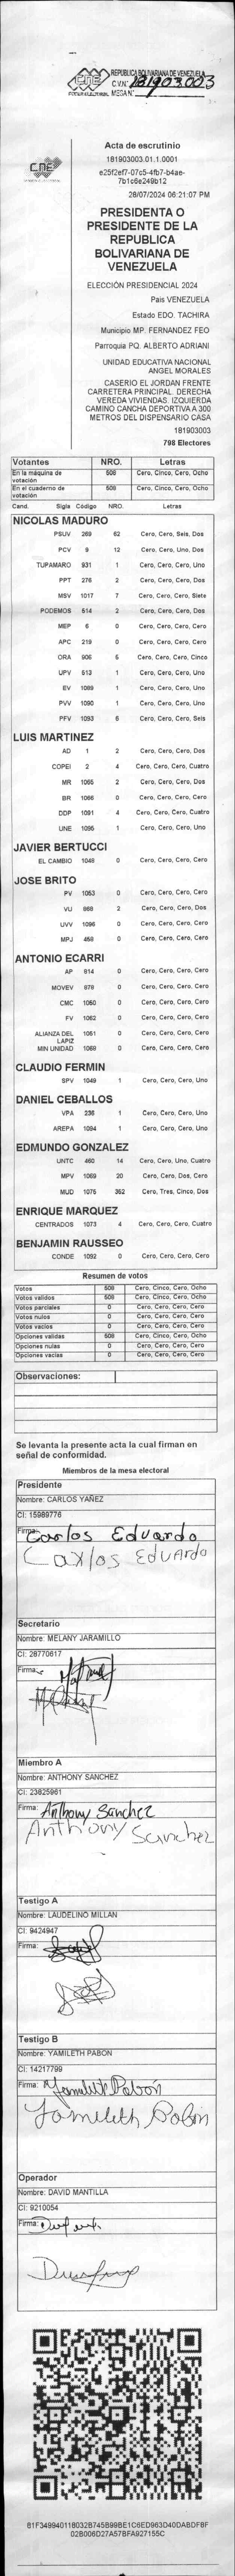 REPUBLICA BOLIVARIANA DE VENEZUELA
CNE
C.V.N° 181903003
MESA N°
PODER ELECTORAL
CNE
Acta de escrutinio
181903003.01.1.0001
e25f2ef7-07c5-4fb7-b4ae-
7b1c6e249b12
28/07/2024 06:21:07 PM
PRESIDENTA O
PRESIDENTE DE LA
REPUBLICA
BOLIVARIANA DE
VENEZUELA
ELECCIÓN PRESIDENCIAL 2024
Pais VENEZUELA
Estado EDO. TACHIRA
Municipio MP. FERNANDEZ FEO
Parroquia PQ. ALBERTO ADRIANI
UNIDAD EDUCATIVA NACIONAL
ANGEL MORALES
CASERIO EL JORDAN FRENTE
CARRETERA PRINCIPAL. DERECHA
VEREDA VIVIENDAS. IZQUIERDA
CAMINO CANCHA DEPORTIVA A 300
METROS DEL DISPENSARIO CASA
181903003
798 Electores
Votantes NRO. Letras
En la máquina de votación 508 Cero, Cinco, Cero, Ocho
En el cuaderno de votación 508 Cero, Cinco, Cero, Ocho
Cand. Sigla Código NRO. Letras
NICOLAS MADURO
PSUV 269 62 Cero, Cero, Seis, Dos
PCV 9 12 Cero, Cero, Uno, Dos
TUPAMARO 931 1 Cero, Cero, Cero, Uno
PPT 276 2 Cero, Cero, Cero, Dos
MSV 1017 7 Cero, Cero, Cero, Siete
PODEMOS 514 2 Cero, Cero, Cero, Dos
MEP 6 0 Cero, Cero, Cero, Cero
APC 219 0 Cero, Cero, Cero, Cero
ORA 906 5 Cero, Cero, Cero, Cinco
UPV 513 1 Cero, Cero, Cero, Uno
EV 1089 1 Cero, Cero, Cero, Uno
PVV 1090 1 Cero, Cero, Cero, Uno
PFV 1093 6 Cero, Cero, Cero, Seis
LUIS MARTINEZ
AD 1 2 Cero, Cero, Cero, Dos
COPEI 2 4 Cero, Cero, Cero, Cuatro
MR 1065 2 Cero, Cero, Cero, Dos
BR 1066 0 Cero, Cero, Cero, Cero
DDP 1091 4 Cero, Cero, Cero, Cuatro
UNE 1095 1 Cero, Cero, Cero, Uno
JAVIER BERTUCCI
EL CAMBIO 1048 0 Cero, Cero, Cero, Cero
JOSE BRITO
PV 1053 0 Cero, Cero, Cero, Cero
VU 868 2 Cero, Cero, Cero, Dos
UVV 1096 0 Cero, Cero, Cero, Cero
MPJ 458 0 Cero, Cero, Cero, Cero
ANTONIO ECARRI
AP 914 0 Cero, Cero, Cero, Cero
MOVEV 878 0 Cero, Cero, Cero, Cero
CMC 1050 0 Cero, Cero, Cero, Cero
FV 1062 0 Cero, Cero, Cero, Cero
ALIANZA DEL LAPIZ 1051 0 Cero, Cero, Cero, Cero
MIN UNIDAD 1068 0 Cero, Cero, Cero, Cero
CLAUDIO FERMIN
SPV 1049 1 Cero, Cero, Cero, Uno
DANIEL CEBALLOS
VPA 236 1 Cero, Cero, Cero, Uno
AREPA 1094 1 Cero, Cero, Cero, Uno
EDMUNDO GONZALEZ
UNTC 460 14 Cero, Cero, Uno, Cuatro
MPV 1069 20 Cero, Cero, Dos, Cero
MUD 1075 352 Cero, Tres, Cinco, Dos
ENRIQUE MARQUEZ
CENTRADOS 1073 4 Cero, Cero, Cero, Cuatro
BENJAMIN RAUSSEO
CONDE 1092 0 Cero, Cero, Cero, Cero
Resumen de votos
Votos 508 Cero, Cinco, Cero, Ocho
Votos validos 508 Cero, Cinco, Cero, Ocho
Votos parciales 0 Cero, Cero, Cero, Cero
Votos nulos 0 Cero, Cero, Cero, Cero
Votos vacios 0 Cero, Cero, Cero, Cero
Opciones validas 508 Cero, Cinco, Cero, Ocho
Opciones nulas 0 Cero, Cero, Cero, Cero
Opciones vacias 0 Cero, Cero, Cero, Cero
Observaciones:
Se levanta la presente acta la cual firman en
señal de conformidad.
Miembros de la mesa electoral
Presidente
Nombre: CARLOS YAÑEZ
CI: 15989776
Firma: Carlos Eduardo
Carlos Eduardo
Secretario
Nombre: MELANY JARAMILLO
CI: 28770617
Firma:
Miembro A
Nombre: ANTHONY SANCHEZ
CI: 23825961
Firma: Anthony Sanchez
Anthony Sanchez
Testigo A
Nombre: LAUDELINO MILLAN
CI: 9424947
Firma:
Testigo B
Nombre: YAMILETH PABON
CI: 14217799
Firma: Yamileth Pabón
Yamileth Pabón
Operador
Nombre: DAVID MANTILLA
CI: 9210054
Firma:
81F349940118032B745B99BE1C6ED963D40DABDF8F
02B006D27A57BFA927155C